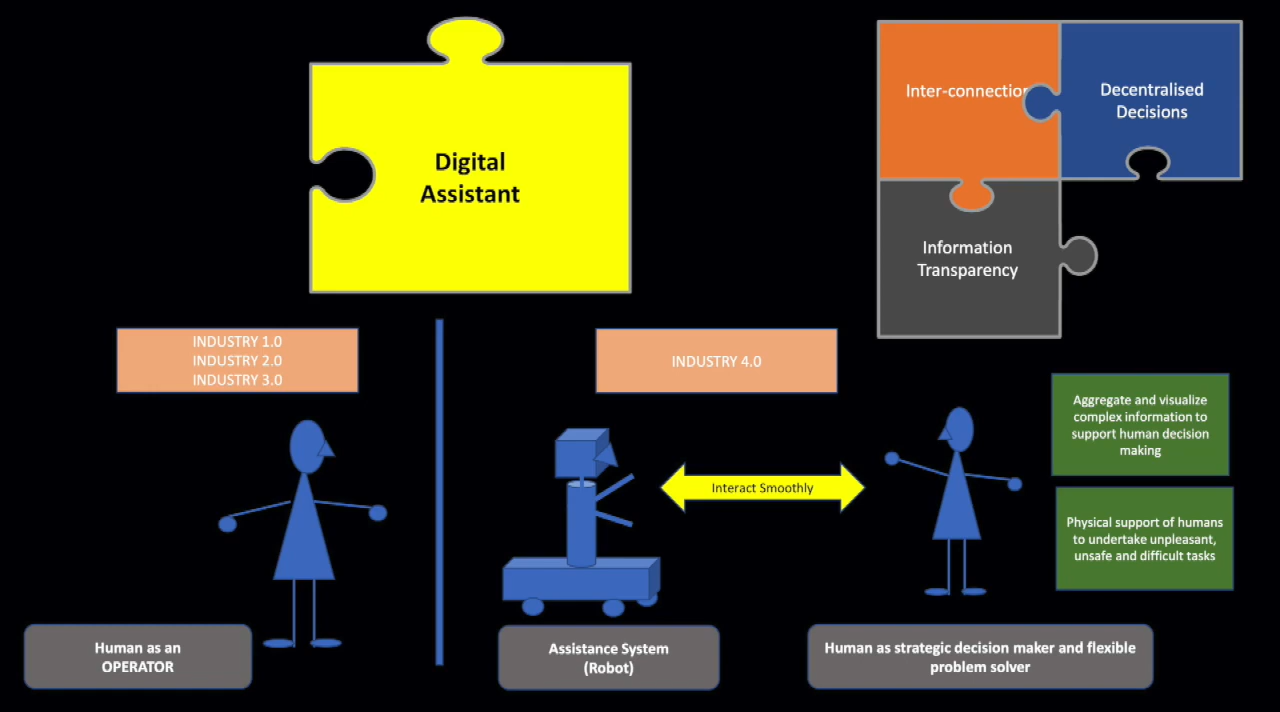 Digital
Assistant
Inter-connection
Decentralised
Decisions
Information
Transparency
INDUSTRY 1.0
INDUSTRY 2.0
INDUSTRY 3.0
INDUSTRY 4.0
Aggregate and visualize
complex information to
support human decision
making
Interact Smoothly
Physical support of humans
to undertake unpleasant,
unsafe and difficult tasks
Human as an
OPERATOR
Assistance System
(Robot)
Human as strategic decision maker and flexible
problem solver